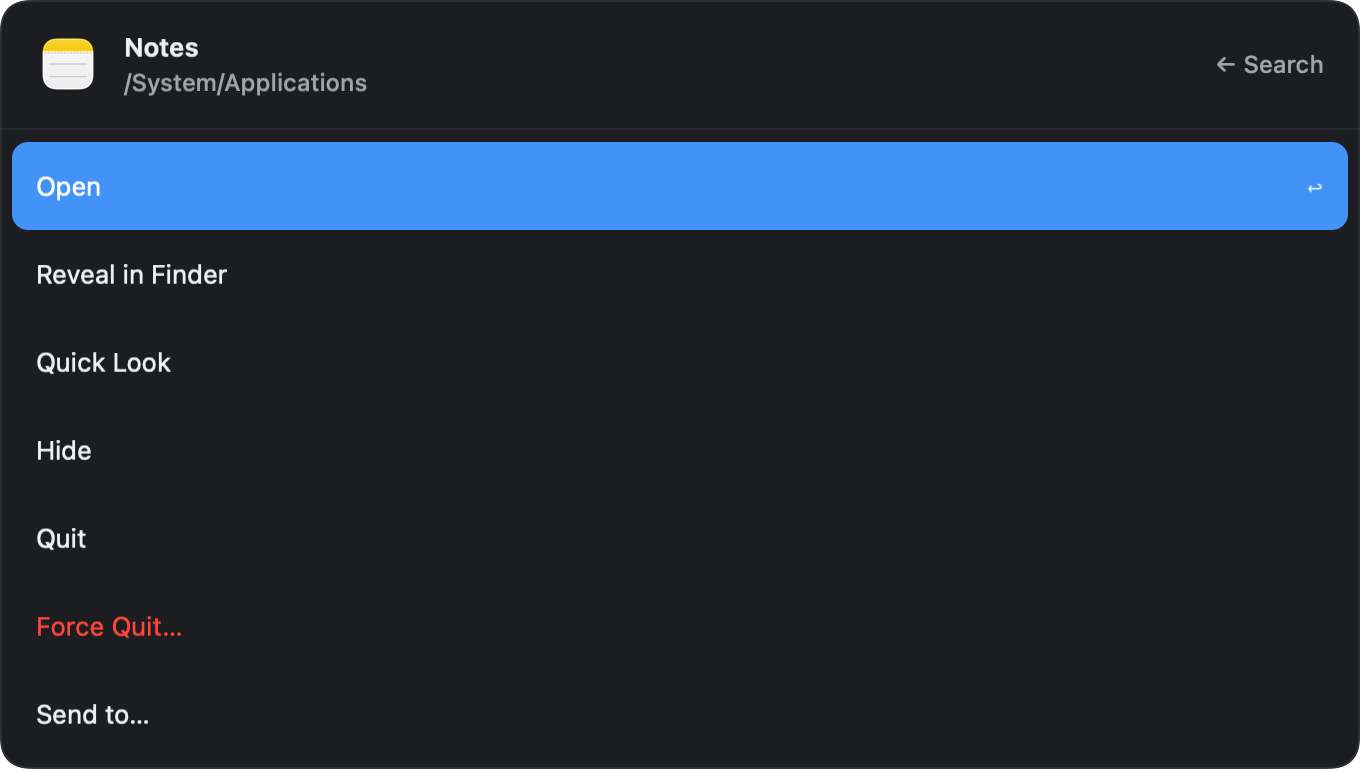 Notes
/System/Applications
← Search
Open ↩
Reveal in Finder
Quick Look
Hide
Quit
Force Quit...
Send to...